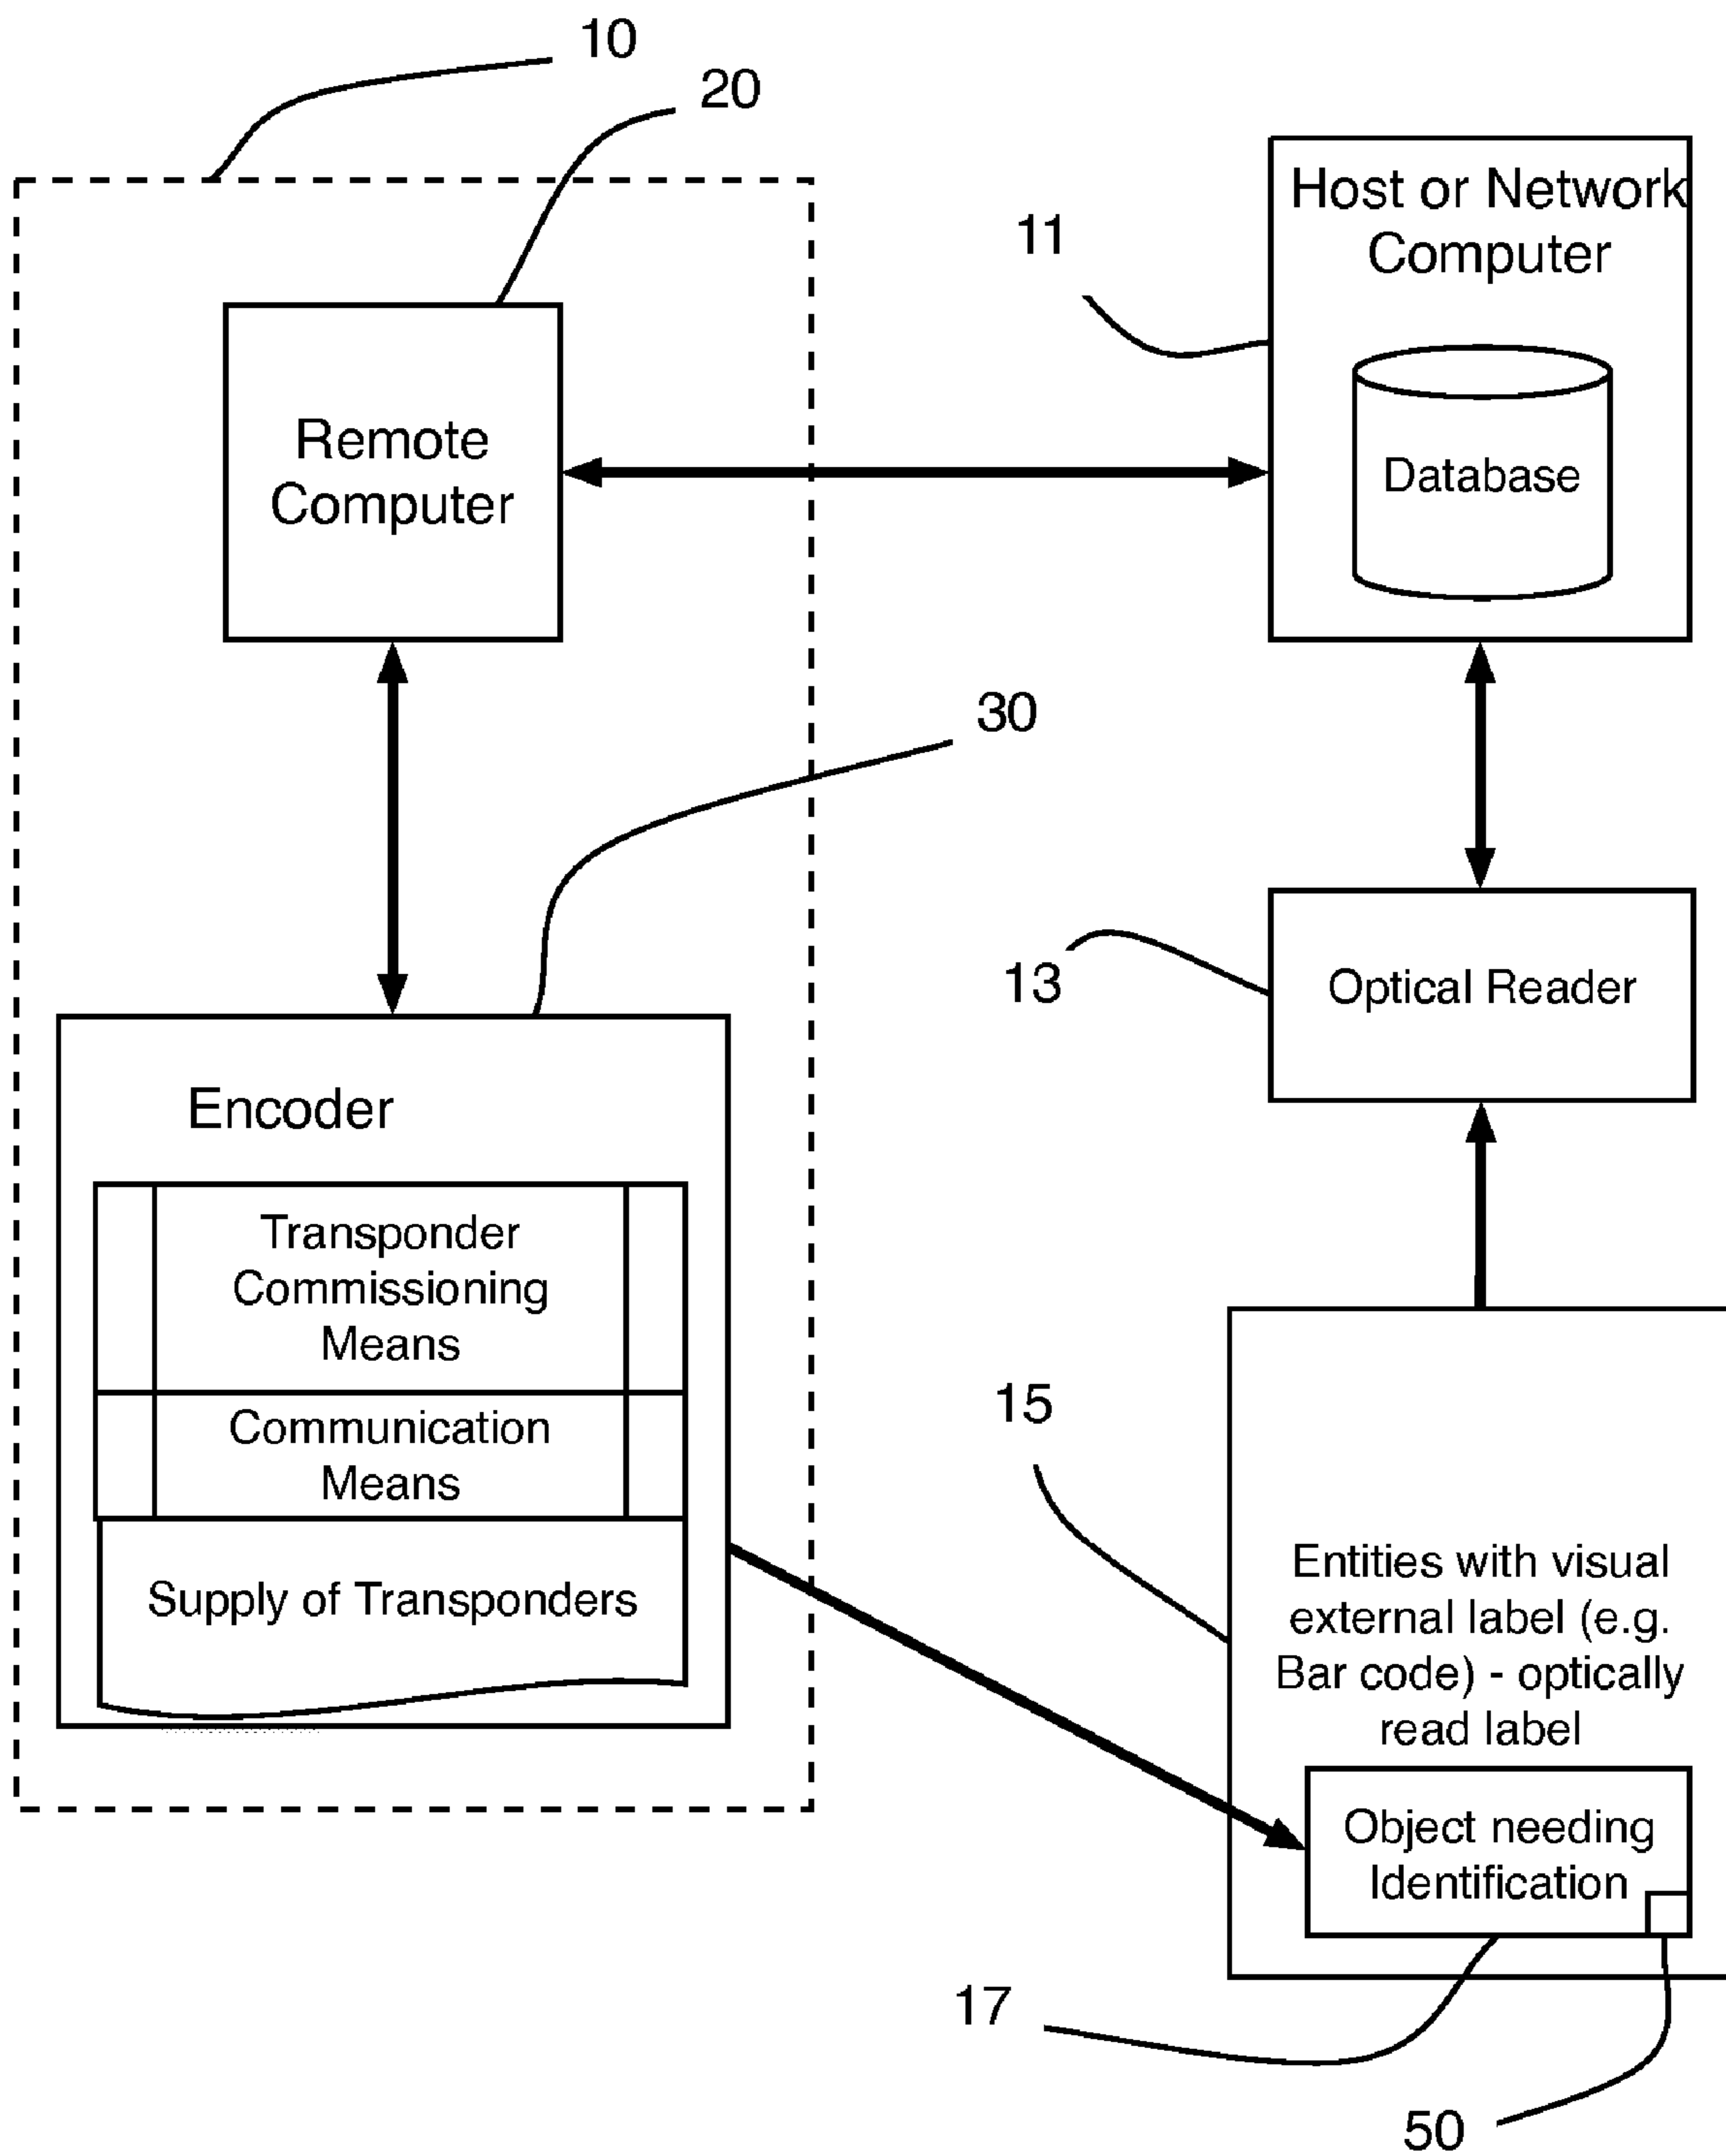 10
20
Host or Network
Computer
11
Database
Remote
Computer
30
13
Optical Reader
Encoder
Transponder
Commissioning
Means
Communication
Means
Supply of Transponders
15
Entities with visual
external label (e.g.
Bar code) - optically
read label
Object needing
Identification
17
50